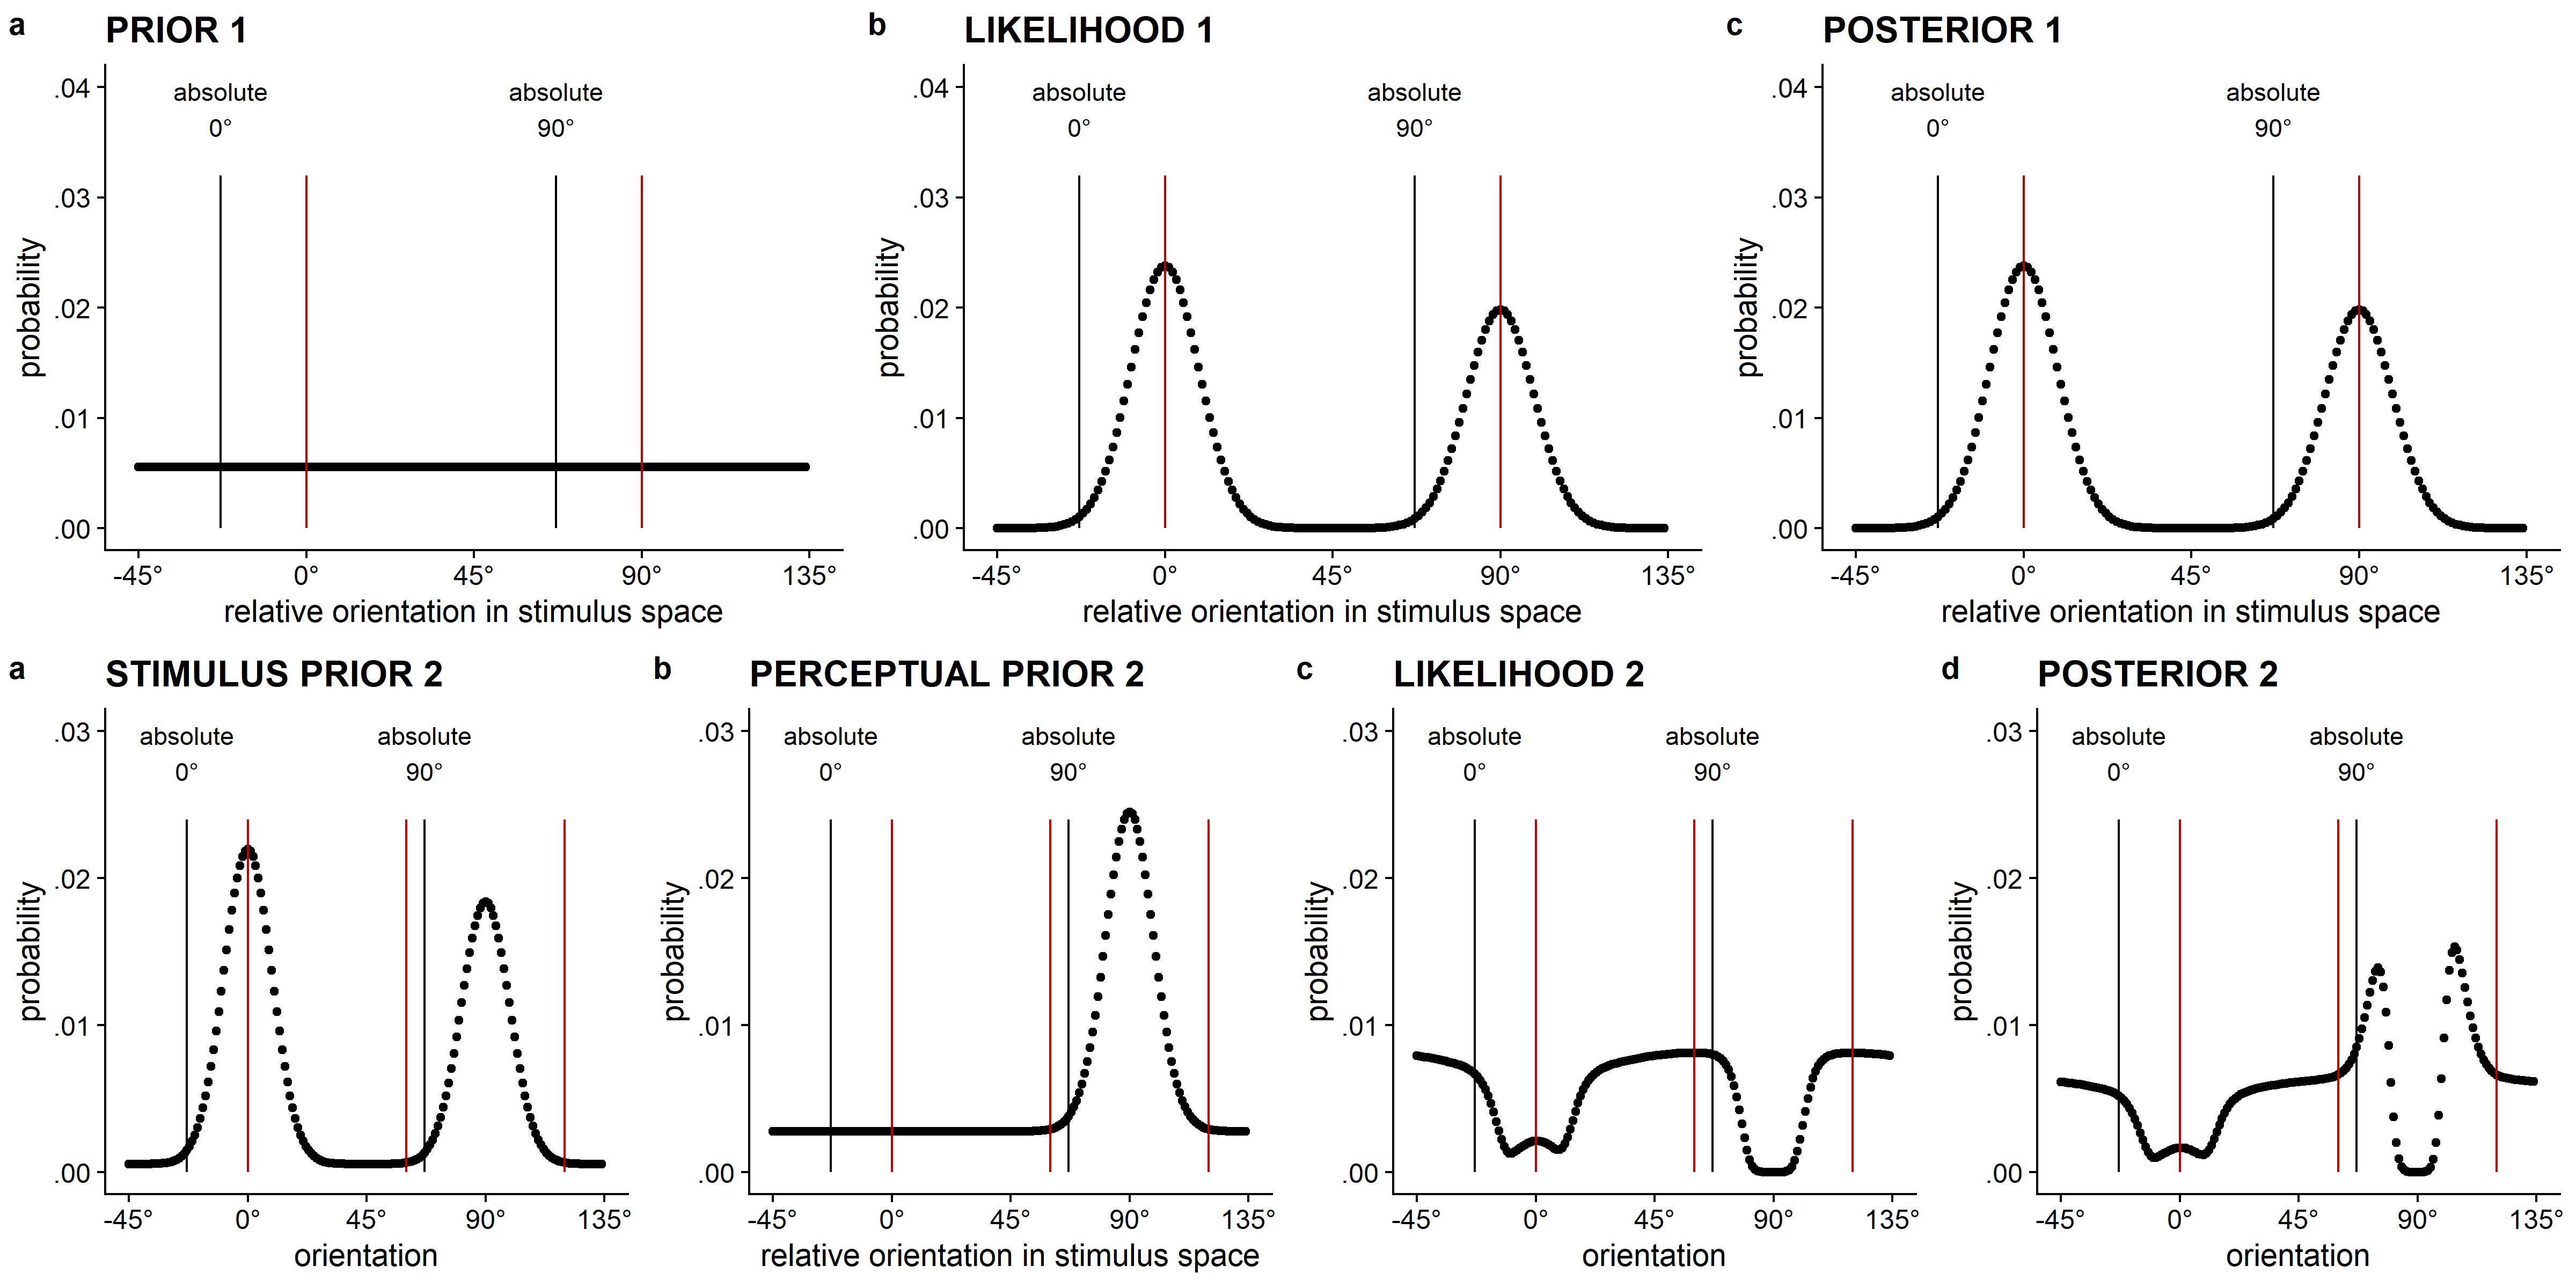 a PRIOR 1
absolute
0°
absolute
90°
.04
.03
.02
.01
.00
probability
-45° 0° 45° 90° 135°
relative orientation in stimulus space
b LIKELIHOOD 1
absolute
0°
absolute
90°
.04
.03
.02
.01
.00
probability
-45° 0° 45° 90° 135°
relative orientation in stimulus space
c POSTERIOR 1
absolute
0°
absolute
90°
.04
.03
.02
.01
.00
probability
-45° 0° 45° 90° 135°
relative orientation in stimulus space
a STIMULUS PRIOR 2
absolute
0°
absolute
90°
.03
.02
.01
.00
probability
-45° 0° 45° 90° 135°
orientation
b PERCEPTUAL PRIOR 2
absolute
0°
absolute
90°
.03
.02
.01
.00
probability
-45° 0° 45° 90° 135°
relative orientation in stimulus space
c LIKELIHOOD 2
absolute
0°
absolute
90°
.03
.02
.01
.00
probability
-45° 0° 45° 90° 135°
orientation
d POSTERIOR 2
absolute
0°
absolute
90°
.03
.02
.01
.00
probability
-45° 0° 45° 90° 135°
orientation